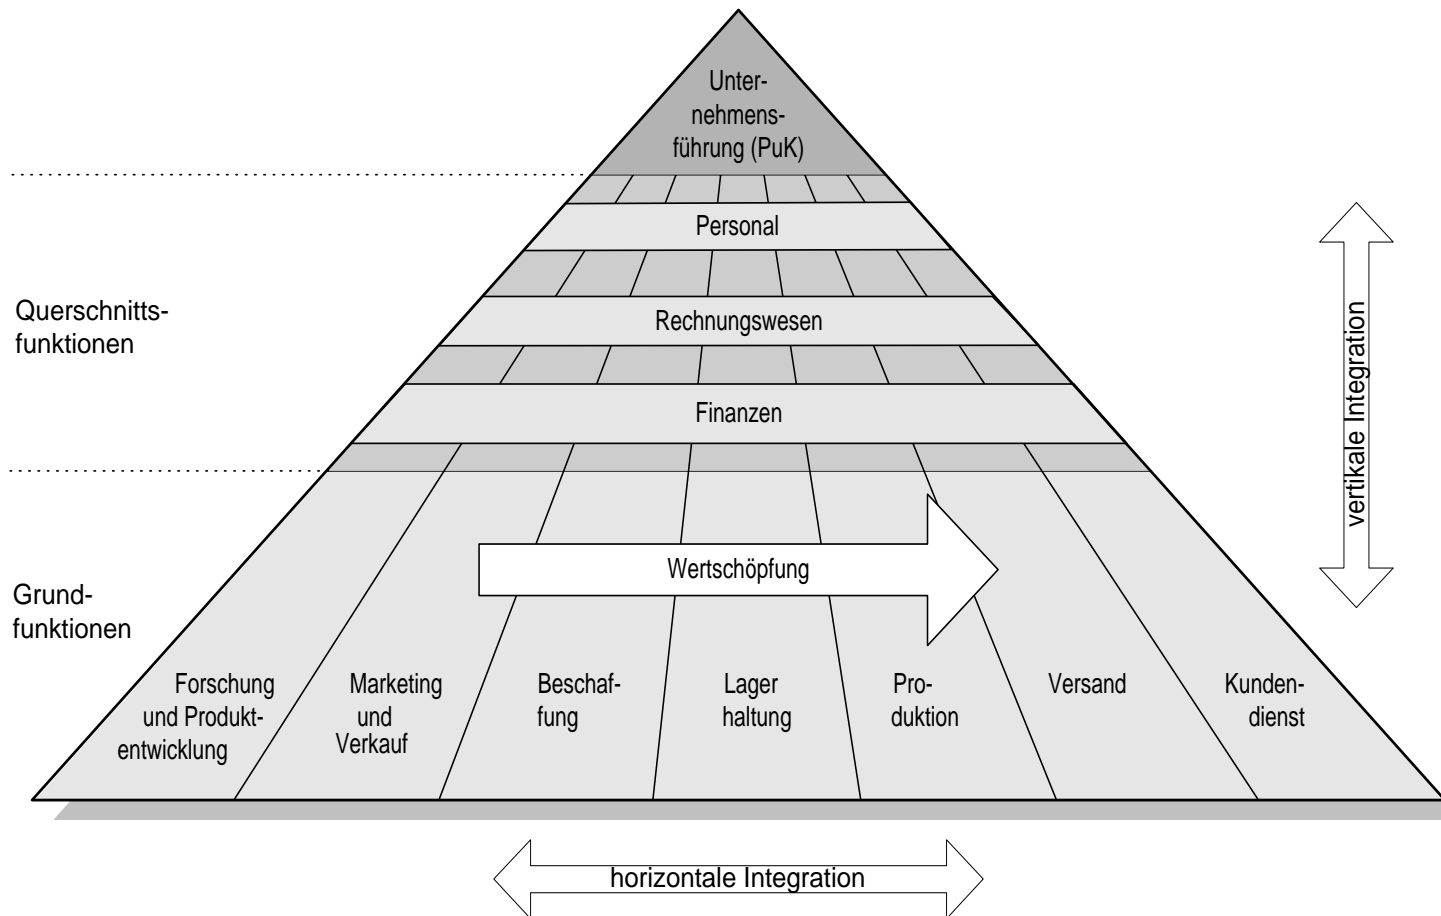 Unter-
nehmens-
führung (PuK)
Personal
Querschnitts-
funktionen
Rechnungswesen
Finanzen
vertikale Integration
Wertschöpfung
Grund-
funktionen
Forschung
und Produkt-
entwicklung
Marketing
und
Verkauf
Beschaf-
fung
Lager
haltung
Pro-
duktion
Versand
Kunden-
dienst
horizontale Integration